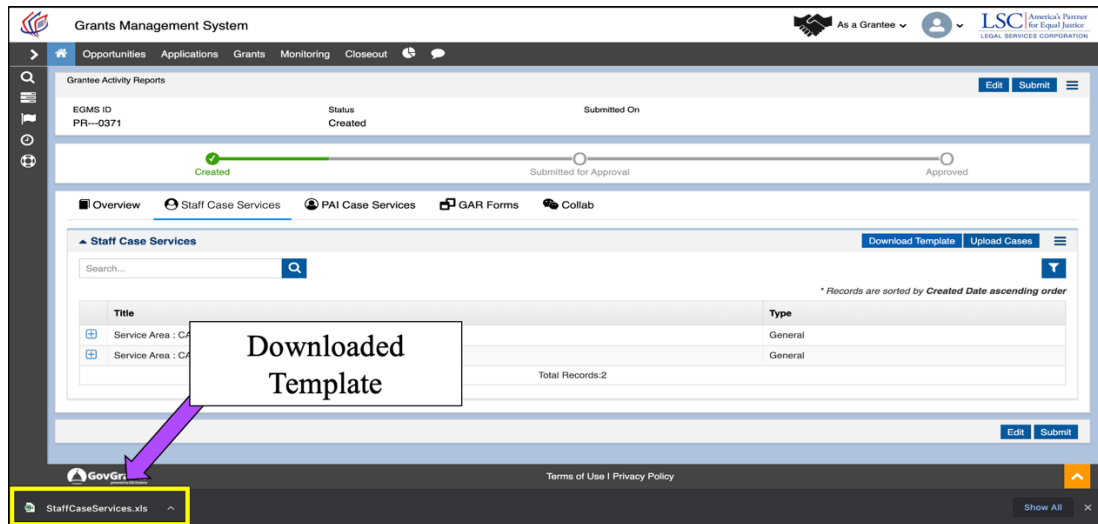 Grants Management System
As a Grantee
LSC America's Partner for Equal Justice
LEGAL SERVICES CORPORATION
Opportunities Applications Grants Monitoring Closeout
Grantee Activity Reports
Edit Submit
EGMS ID Status Submitted On
PR---0371 Created
Created Submitted for Approval Approved
Overview Staff Case Services PAI Case Services GAR Forms Collab
Staff Case Services Download Template Upload Cases
Search...
* Records are sorted by Created Date ascending order
Title Type
Service Area : CA General
Service Area : CA General
Total Records:2
Downloaded
Template
Edit Submit
GovGra Terms of Use I Privacy Policy
StaffCaseServices.xls Show All